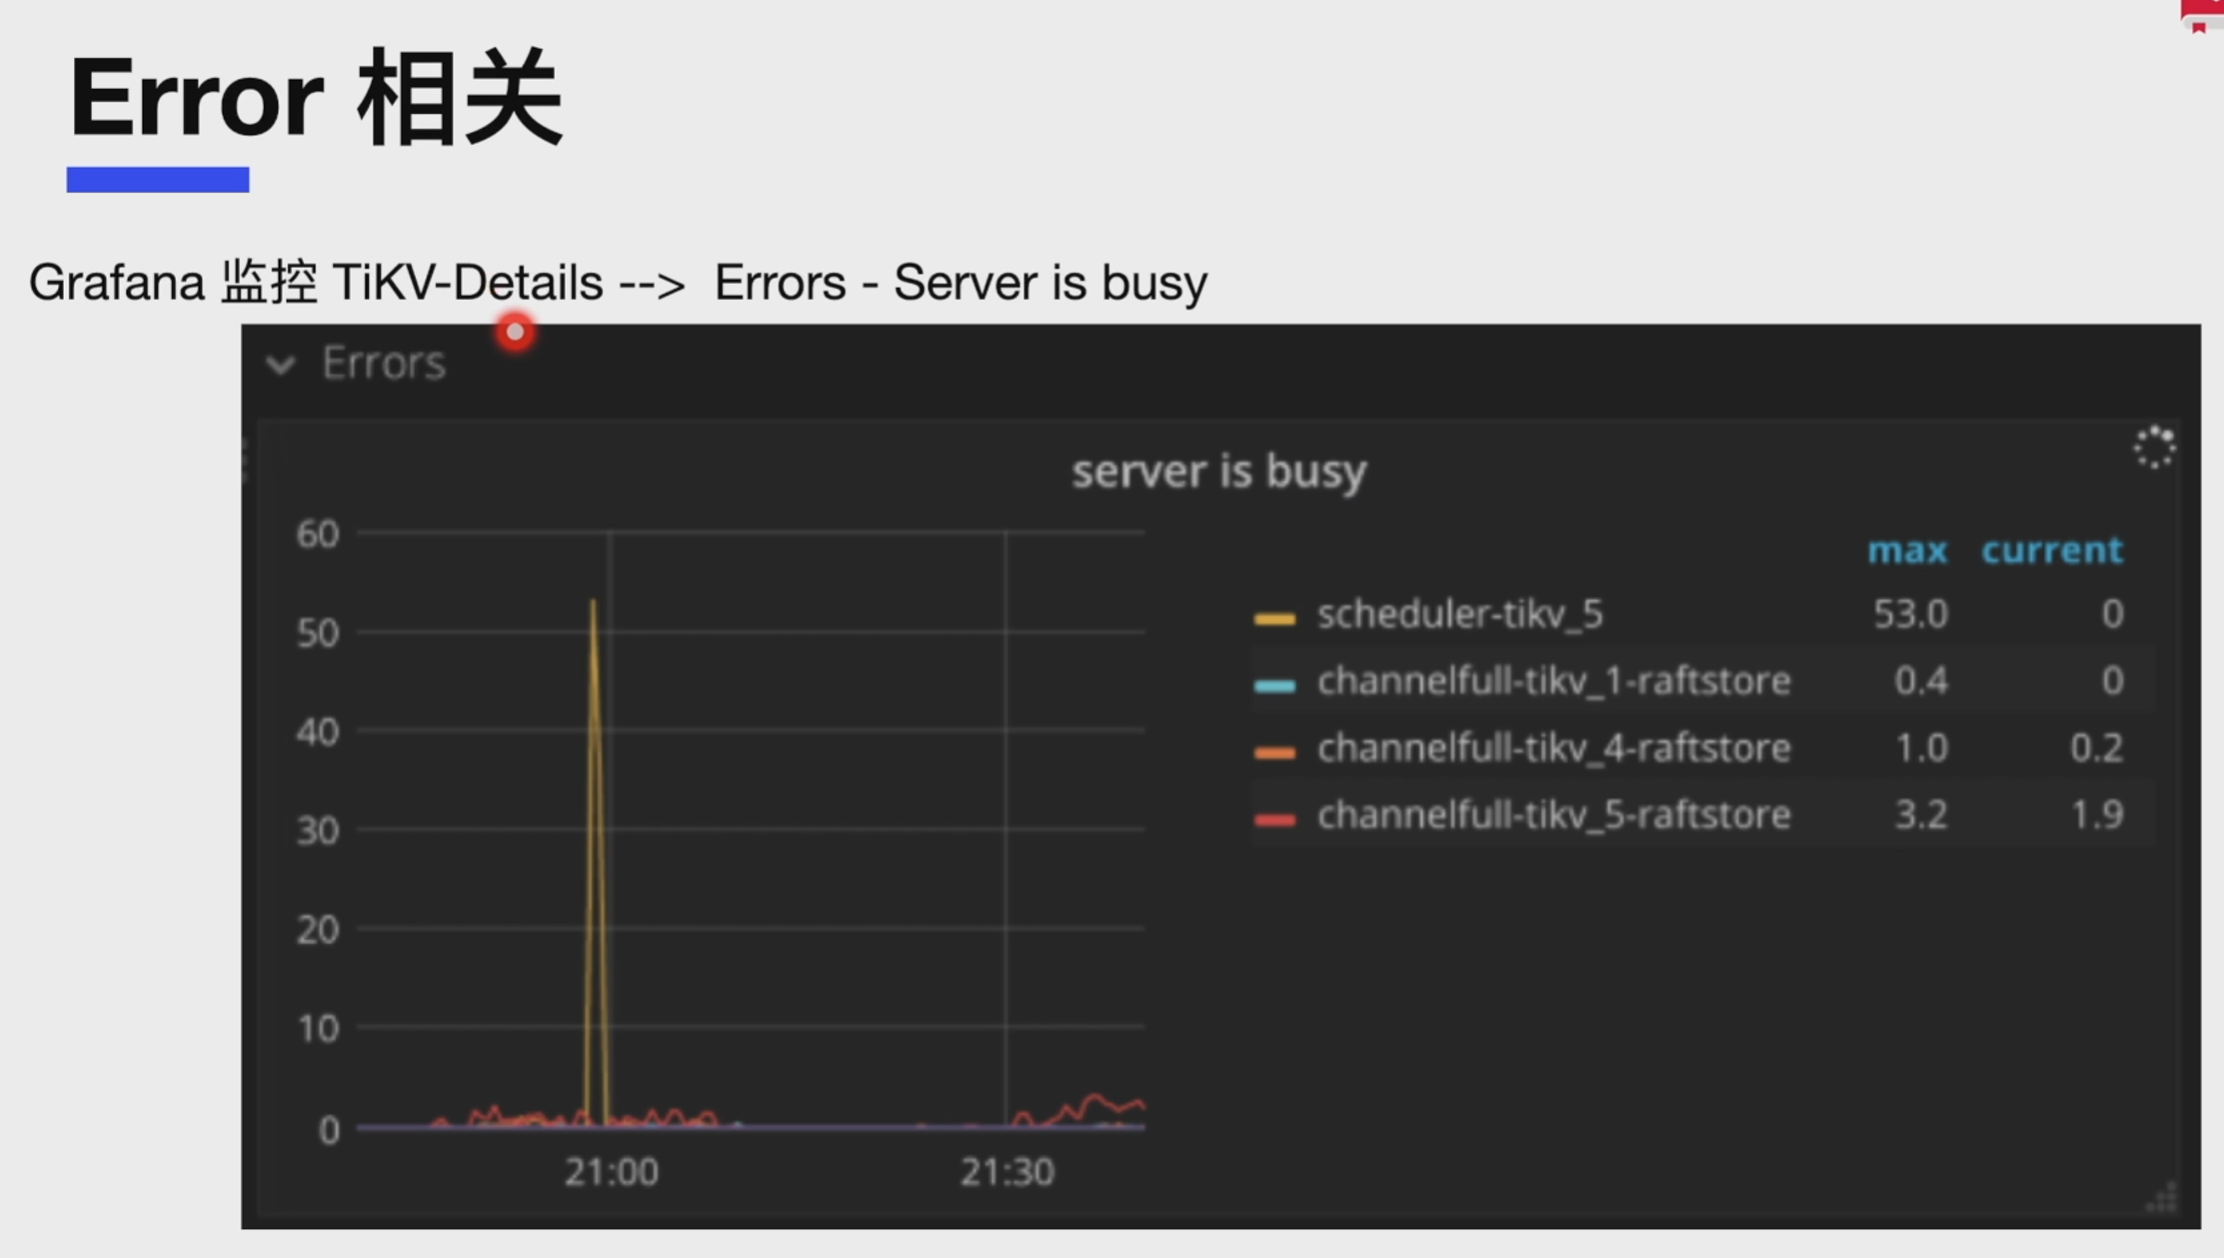 Error 相关
Grafana 监控 TiKV-Details --> Errors - Server is busy
Errors
server is busy
max current
scheduler-tikv_5 53.0 0
channelfull-tikv_1-raftstore 0.4 0
channelfull-tikv_4-raftstore 1.0 0.2
channelfull-tikv_5-raftstore 3.2 1.9
60
50
40
30
20
10
0
21:00 21:30